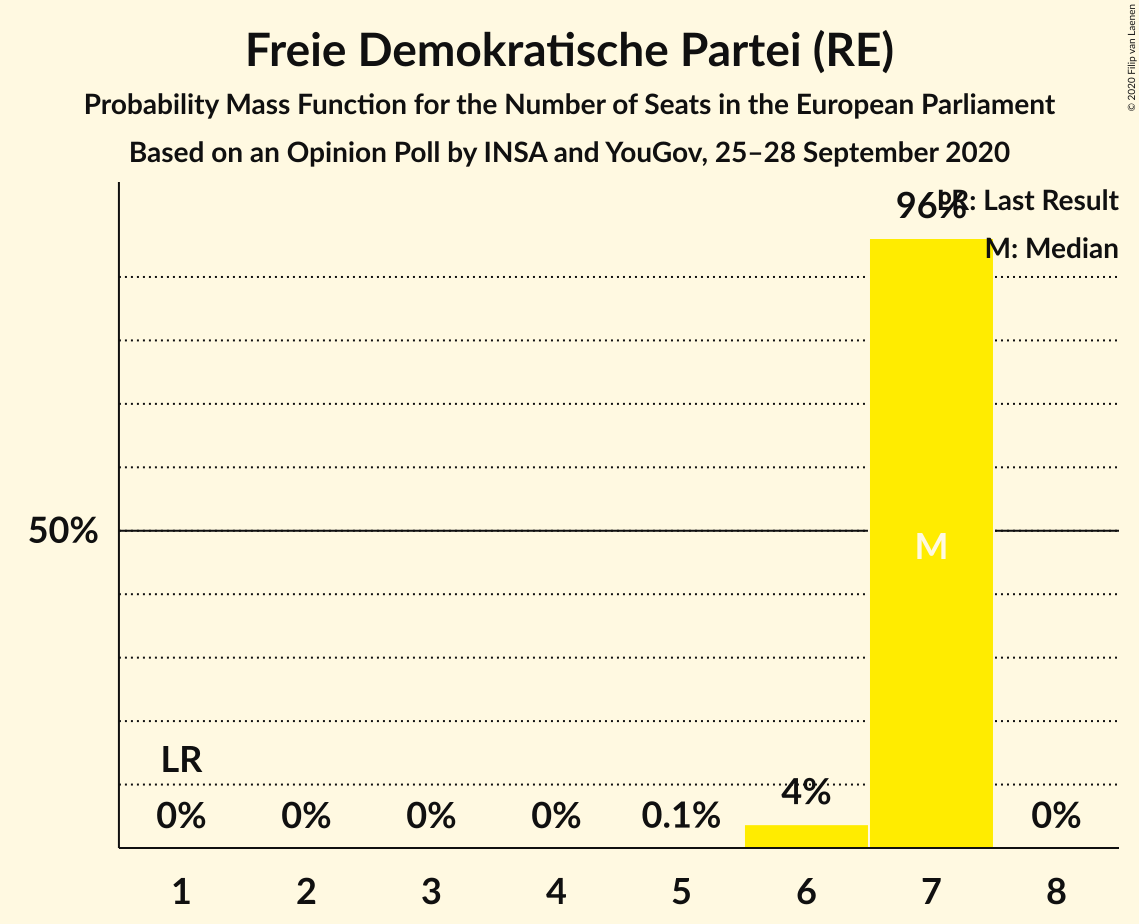 Freie Demokratische Partei (RE)
Probability Mass Function for the Number of Seats in the European Parliament
Based on an Opinion Poll by INSA and YouGov, 25–28 September 2020
© 2020 Filip van Laenen
96%
LR: Last Result
M: Median
50%
M
LR
0%
0%
0%
0%
0.1%
4%
0%
1
2
3
4
5
6
7
8